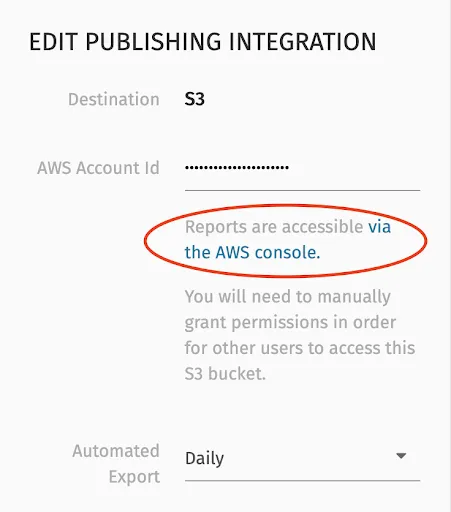 EDIT PUBLISHING INTEGRATION
Destination S3
AWS Account Id ••••••••••••••••••••••
Reports are accessible via
the AWS console.
You will need to manually
grant permissions in order
for other users to access this
S3 bucket.
Automated
Export
Daily